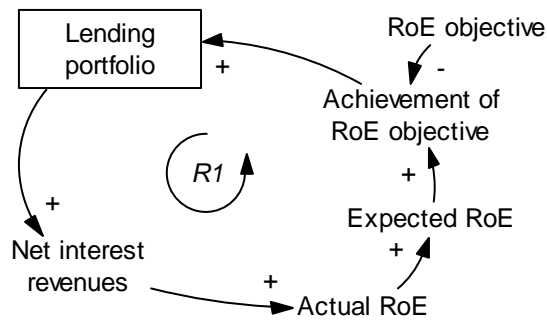 Lending
portfolio
RoE objective
+
-
Achievement of
RoE objective
R1
+
+
Expected RoE
Net interest
revenues
+
+
Actual RoE